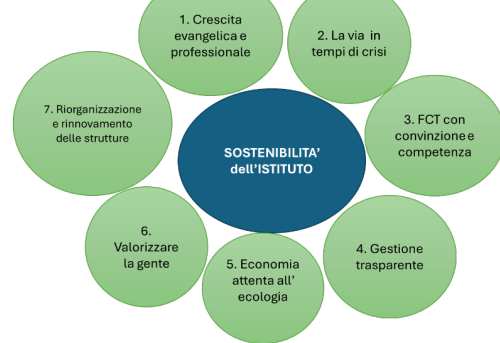 1. Crescita
evangelica e
professionale
2. La via in
tempi di crisi
3. FCT con
convinzione e
competenza
4. Gestione
trasparente
5. Economia
attenta all'
ecologia
6.
Valorizzare
la gente
7. Riorganizzazione
e rinnovamento
delle strutture
SOSTENIBILITA'
dell'ISTITUTO